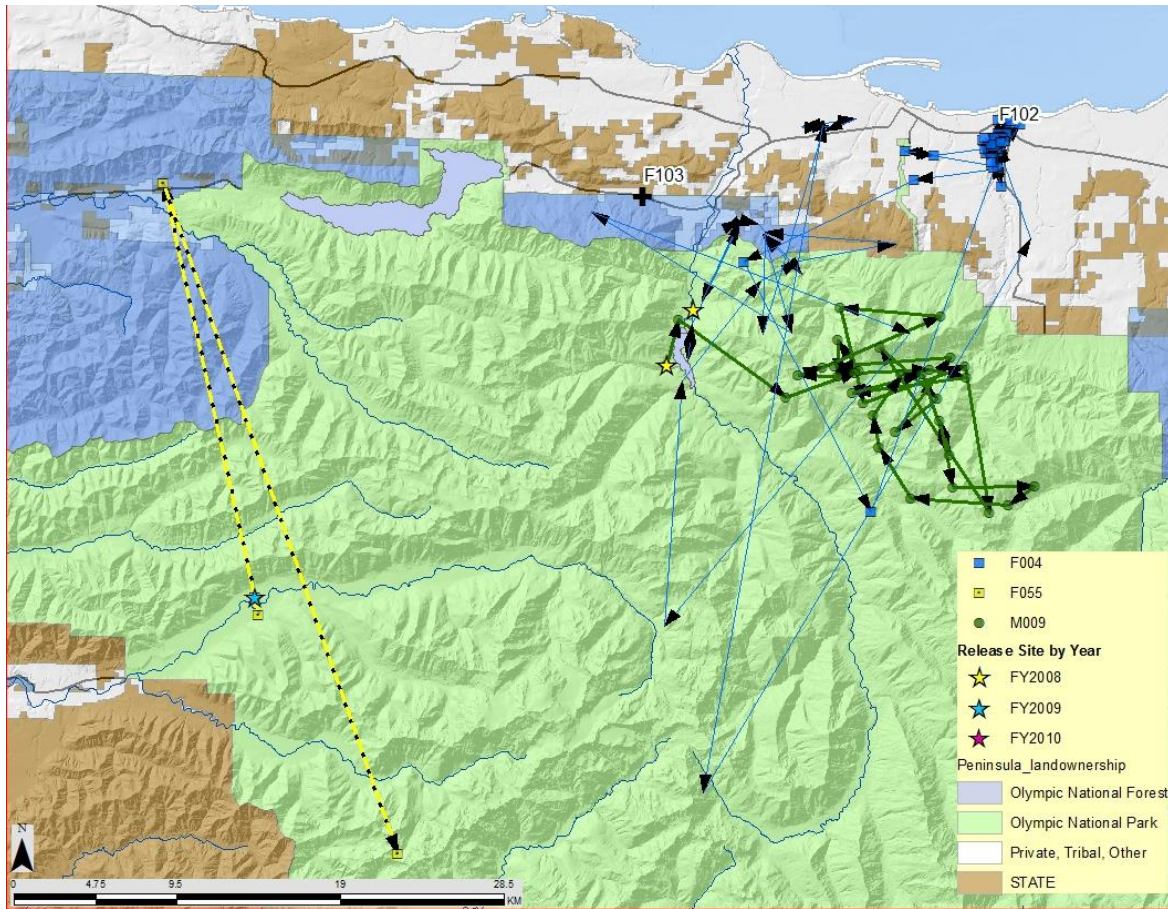 F102
F103
F004
F055
M009
Release Site by Year
FY2008
FY2009
FY2010
Peninsula_landownership
Olympic National Forest
Olympic National Park
Private, Tribal, Other
STATE
N
0 4.75 9.5 19 28.5
KM